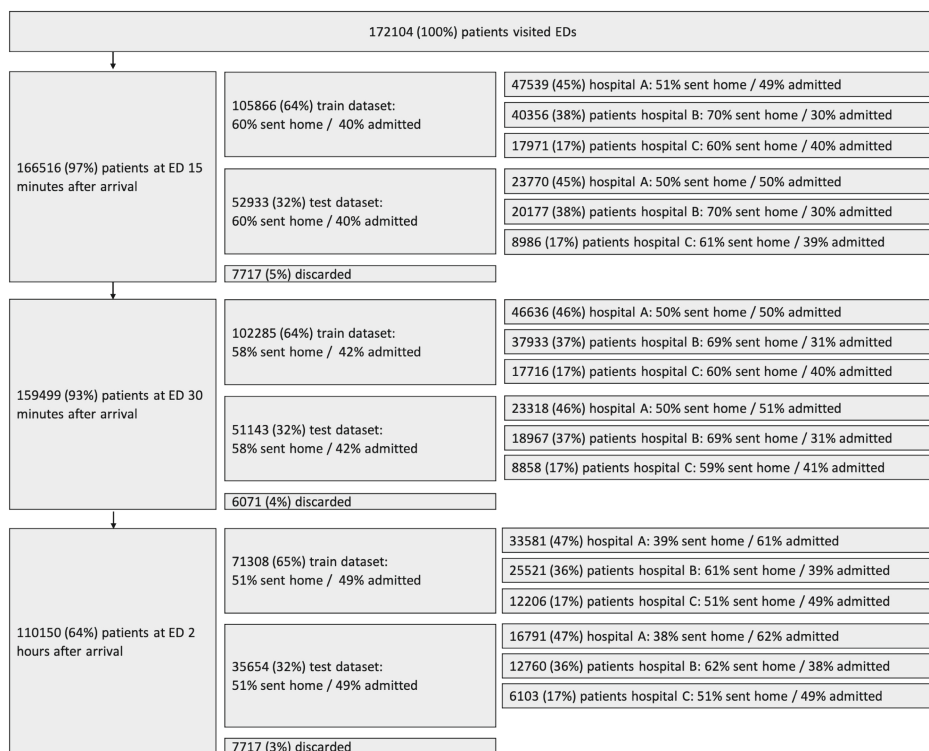 172104 (100%) patients visited EDs
166516 (97%) patients at ED 15
minutes after arrival
105866 (64%) train dataset:
60% sent home / 40% admitted
47539 (45%) hospital A: 51% sent home / 49% admitted
40356 (38%) patients hospital B: 70% sent home / 30% admitted
17971 (17%) patients hospital C: 60% sent home / 40% admitted
52933 (32%) test dataset:
60% sent home / 40% admitted
23770 (45%) hospital A: 50% sent home / 50% admitted
20177 (38%) patients hospital B: 70% sent home / 30% admitted
8986 (17%) patients hospital C: 61% sent home / 39% admitted
7717 (5%) discarded
159499 (93%) patients at ED 30
minutes after arrival
102285 (64%) train dataset:
58% sent home / 42% admitted
46636 (46%) hospital A: 50% sent home / 50% admitted
37933 (37%) patients hospital B: 69% sent home / 31% admitted
17716 (17%) patients hospital C: 60% sent home / 40% admitted
51143 (32%) test dataset:
58% sent home / 42% admitted
23318 (46%) hospital A: 50% sent home / 51% admitted
18967 (37%) patients hospital B: 69% sent home / 31% admitted
8858 (17%) patients hospital C: 59% sent home / 41% admitted
6071 (4%) discarded
110150 (64%) patients at ED 2
hours after arrival
71308 (65%) train dataset:
51% sent home / 49% admitted
33581 (47%) hospital A: 39% sent home / 61% admitted
25521 (36%) patients hospital B: 61% sent home / 39% admitted
12206 (17%) patients hospital C: 51% sent home / 49% admitted
35654 (32%) test dataset:
51% sent home / 49% admitted
16791 (47%) hospital A: 38% sent home / 62% admitted
12760 (36%) patients hospital B: 62% sent home / 38% admitted
6103 (17%) patients hospital C: 51% sent home / 49% admitted
7717 (3%) discarded